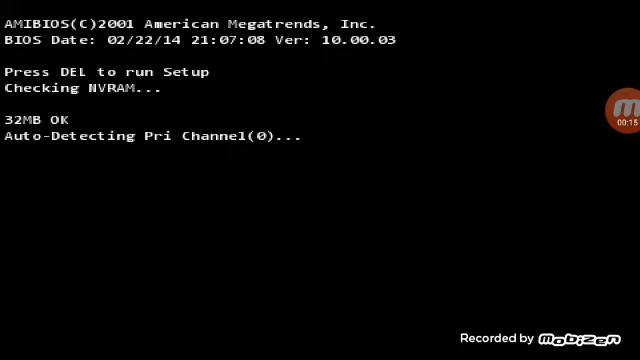 AMIBIOS(C)2001 American Megatrends, Inc.
BIOS Date: 02/22/14 21:07:08 Ver: 10.00.03
Press DEL to run Setup
Checking NVRAM...
32MB OK
Auto-Detecting Pri Channel(0)...
00:15
Recorded by Mobizen